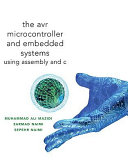 the avr
microcontroller
and embedded
systems
using assembly and c
MUHAMMAD ALI MAZIDI
SARMAD NAIMI
SEPEHR NAIMI